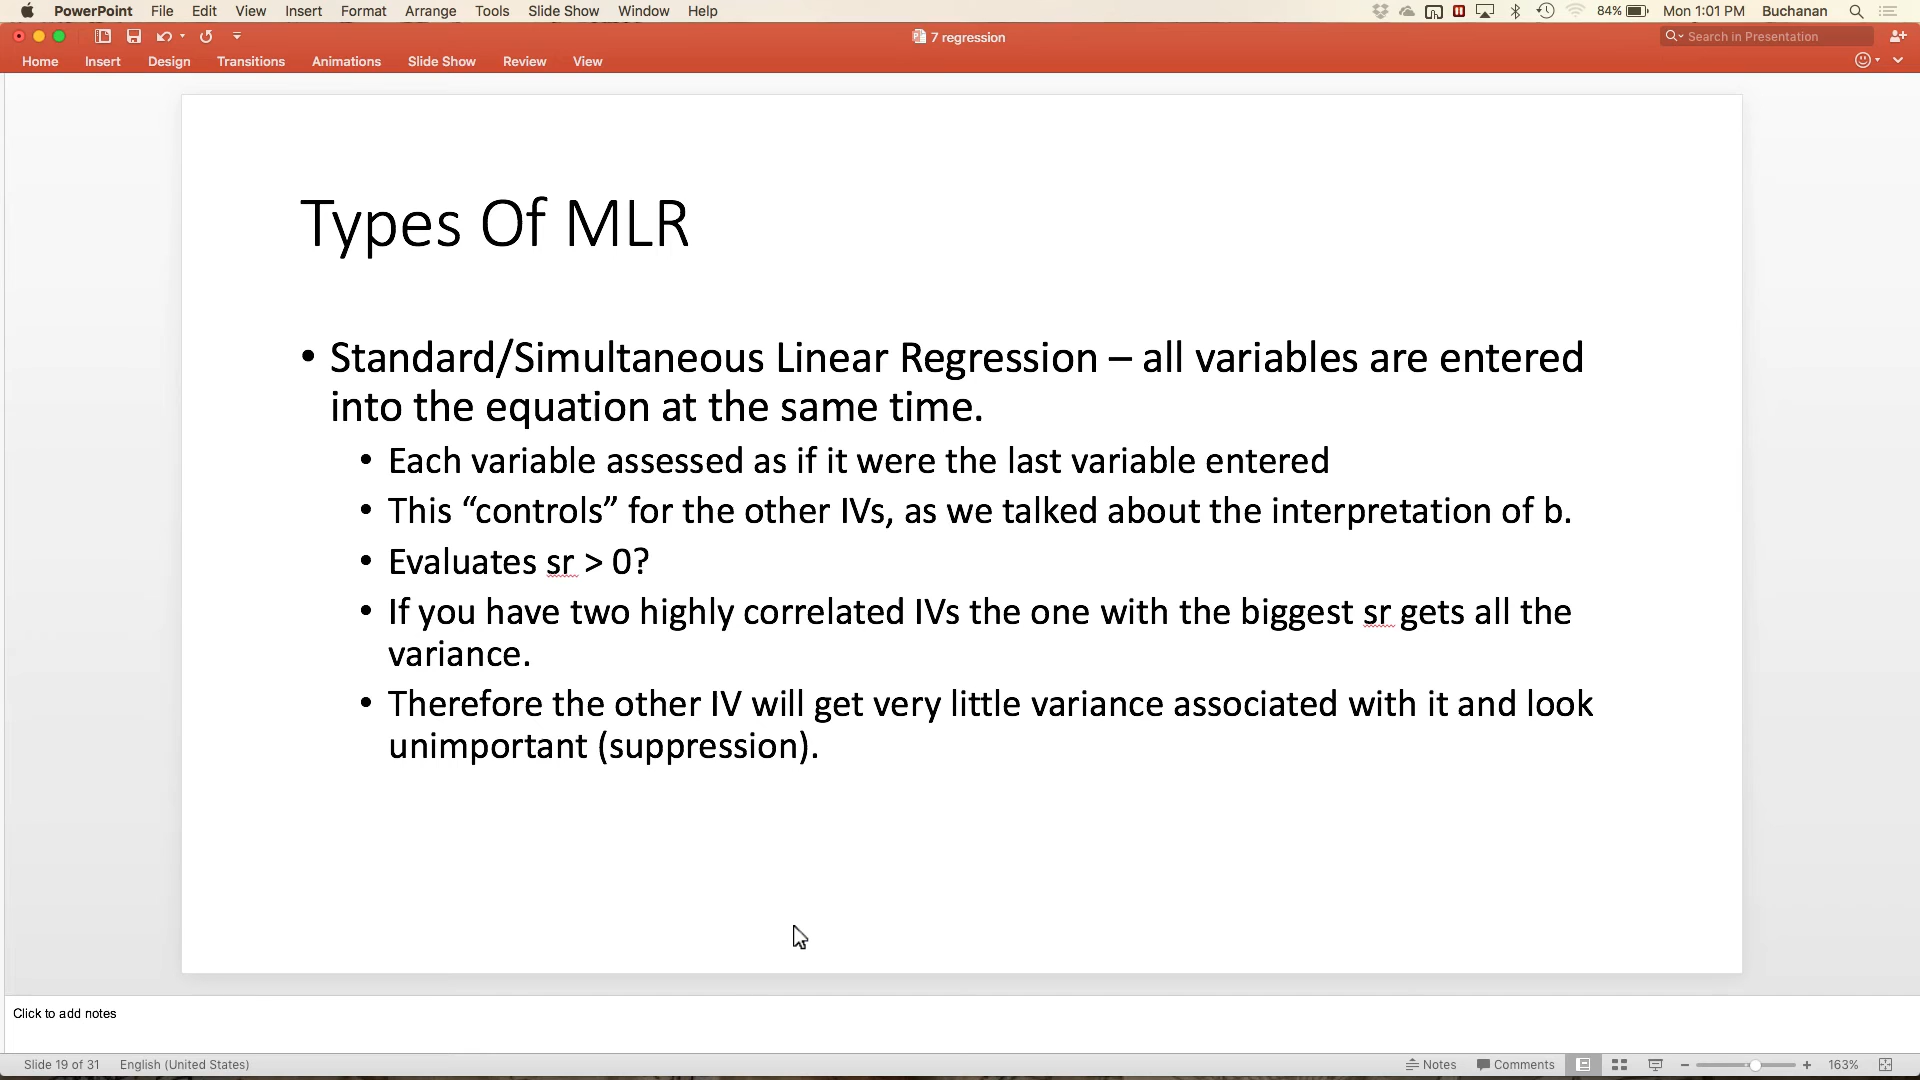 PowerPoint File Edit View Insert Format Arrange Tools Slide Show Window Help 84% Mon 1:01 PM Buchanan
7 regression Search in Presentation
Home Insert Design Transitions Animations Slide Show Review View
Types Of MLR
• Standard/Simultaneous Linear Regression – all variables are entered
into the equation at the same time.
• Each variable assessed as if it were the last variable entered
• This “controls” for the other IVs, as we talked about the interpretation of b.
• Evaluates sr > 0?
• If you have two highly correlated IVs the one with the biggest sr gets all the
variance.
• Therefore the other IV will get very little variance associated with it and look
unimportant (suppression).
Click to add notes
Slide 19 of 31 English (United States) Notes Comments 163%